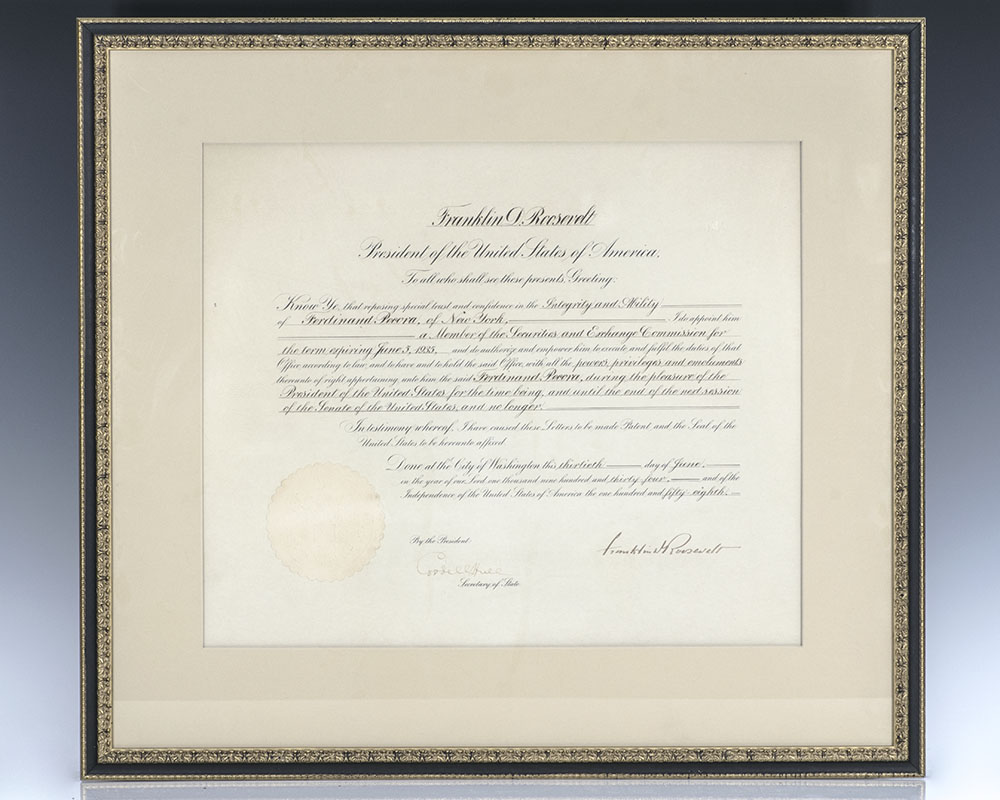 Franklin D. Roosevelt
President of the United States of America.
To all who shall see these presents, Greeting:
Know Ye, that reposing special trust and confidence in the Integrity and Ability
of Ferdinand Pecora, of New York, I do appoint him
a Member of the Securities and Exchange Commission for
the term expiring June 3, 1935, and do authorize and empower him to execute and fulfil the duties of that
Office according to law, and to have and to hold the said Office, with all the powers, privileges and emoluments
thereunto of right appertaining, unto him the said Ferdinand Pecora, during the pleasure of the
President of the United States for the time being, and until the end of the next session
of the Senate of the United States, and no longer.
In testimony whereof, I have caused these Letters to be made Patent and the Seal of the
United States to be hereunto affixed.
Done at the City of Washington this thirtieth day of June,
in the year of our Lord one thousand nine hundred and thirty-four, and of the
Independence of the United States of America the one hundred and fifty-eighth.
By the President:
Franklin D Roosevelt
Cordell Hull
Secretary of State.